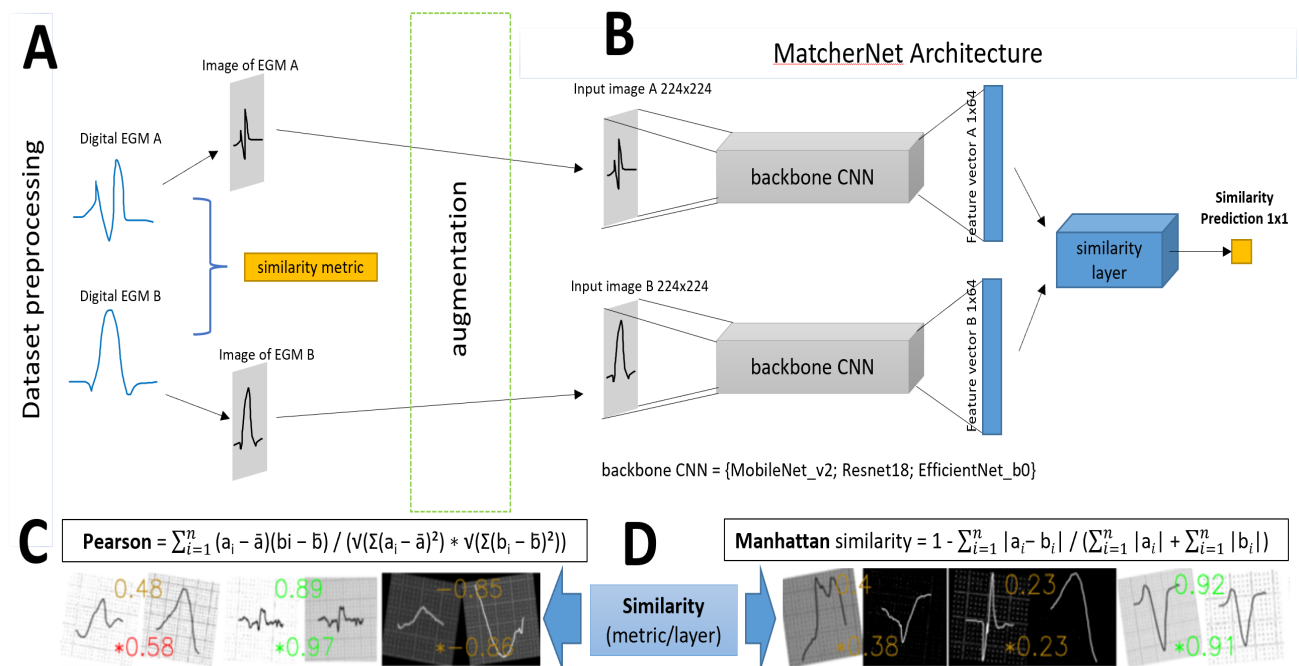 A
Dataset preprocessing
Image of EGM A
Digital EGM A
similarity metric
Digital EGM B
Image of EGM B
augmentation
B
MatcherNet Architecture
Input image A 224x224
backbone CNN
Feature vector A 1x64
Similarity
Prediction 1x1
similarity
layer
Input image B 224x224
backbone CNN
Feature vector B 1x64
backbone CNN = {MobileNet_v2; Resnet18; EfficientNet_b0}
C
Pearson = ∑ⁿᵢ₌₁ (aᵢ – ā)(bi – b̄) / (√(Σ(aᵢ – ā)²) * √(Σ(bᵢ – b̄)²))
0.48
*0.58
0.89
*0.97
-0.85
*-0.86
Similarity
(metric/layer)
D
Manhattan similarity = 1 - ∑ⁿᵢ₌₁ |aᵢ– bᵢ| / (∑ⁿᵢ₌₁ |aᵢ| + ∑ⁿᵢ₌₁ |bᵢ|)
0.4
*0.38
0.23
*0.23
0.92
*0.91